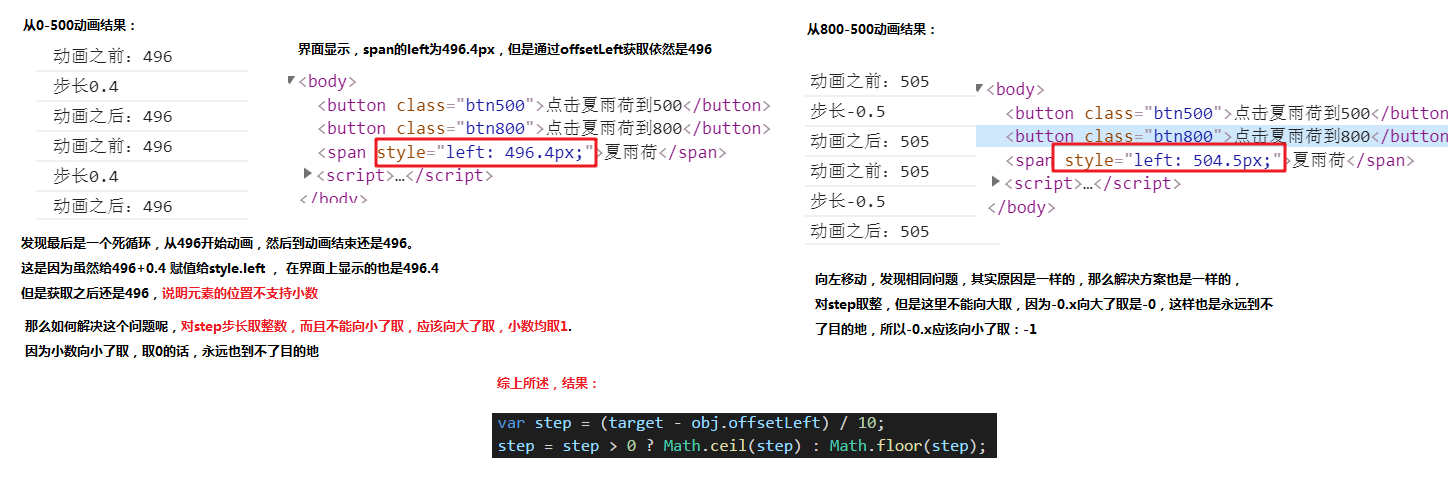 从0-500动画结果：
动画之前：496
步长0.4
动画之后：496
动画之前：496
步长0.4
动画之后：496
界面显示，span的left为496.4px，但是通过offsetLeft获取依然是496
<body>
<button class="btn500">点击夏雨荷到500</button>
<button class="btn800">点击夏雨荷到800</button>
<span style="left: 496.4px;">夏雨荷</span>
<script>…</script>
</body>
发现最后是一个死循环，从496开始动画，然后到动画结束还是496。
这是因为虽然给496+0.4 赋值给style.left ， 在界面上显示的也是496.4
但是获取之后还是496，说明元素的位置不支持小数
那么如何解决这个问题呢，对step步长取整数，而且不能向小了取，应该向大了取，小数均取1.
因为小数向小了取，取0的话，永远也到不了目的地
从800-500动画结果：
动画之前：505
步长-0.5
动画之后：505
动画之前：505
步长-0.5
动画之后：505
<body>
<button class="btn500">点击夏雨荷到500</button>
<button class="btn800">点击夏雨荷到800</button>
<span style="left: 504.5px;">夏雨荷</span>
<script>…</script>
</body>
向左移动，发现相同问题，其实原因是一样的，那么解决方案也是一样的，
对step取整，但是这里不能向大取，因为-0.x向大了取是-0，这样也是永远到不
了目的地，所以-0.x应该向小了取：-1
综上所述，结果：
var step = (target - obj.offsetLeft) / 10;
step = step > 0 ? Math.ceil(step) : Math.floor(step);